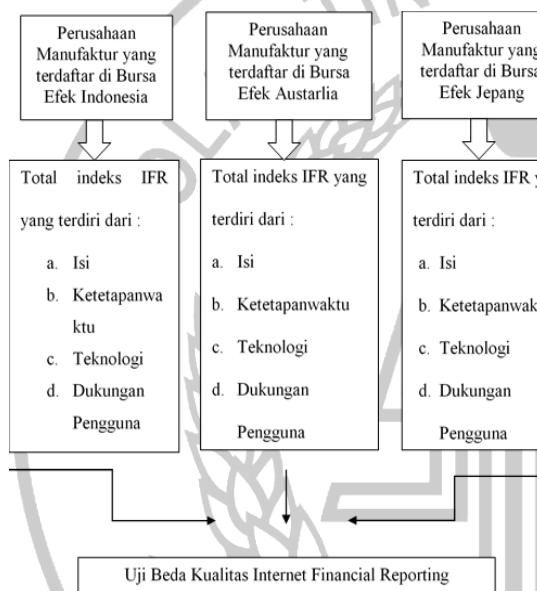 Perusahaan
Manufaktur yang
terdaftar di Bursa
Efek Indonesia
Perusahaan
Manufaktur yang
terdaftar di Bursa
Efek Austarlia
Perusahaan
Manufaktur yang
terdaftar di Bursa
Efek Jepang
Total indeks IFR
yang terdiri dari :
a. Isi
b. Ketetapanwa
ktu
c. Teknologi
d. Dukungan
Pengguna
Total indeks IFR yang
terdiri dari :
a. Isi
b. Ketetapanwaktu
c. Teknologi
d. Dukungan
Pengguna
Total indeks IFR y
terdiri dari :
a. Isi
b. Ketetapanwak
c. Teknologi
d. Dukungan
Pengguna
Uji Beda Kualitas Internet Financial Reporting